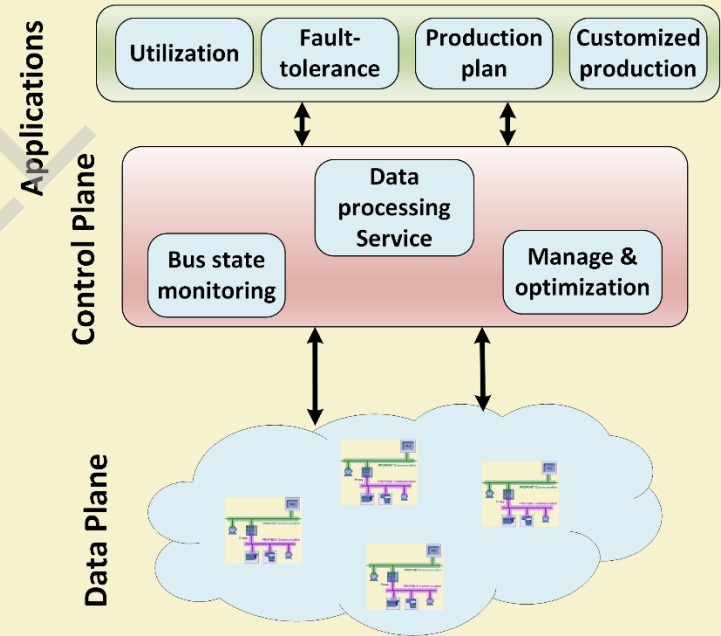 Applications
Utilization
Fault-
tolerance
Production
plan
Customized
production
Control Plane
Data
processing
Service
Bus state
monitoring
Manage &
optimization
Data Plane